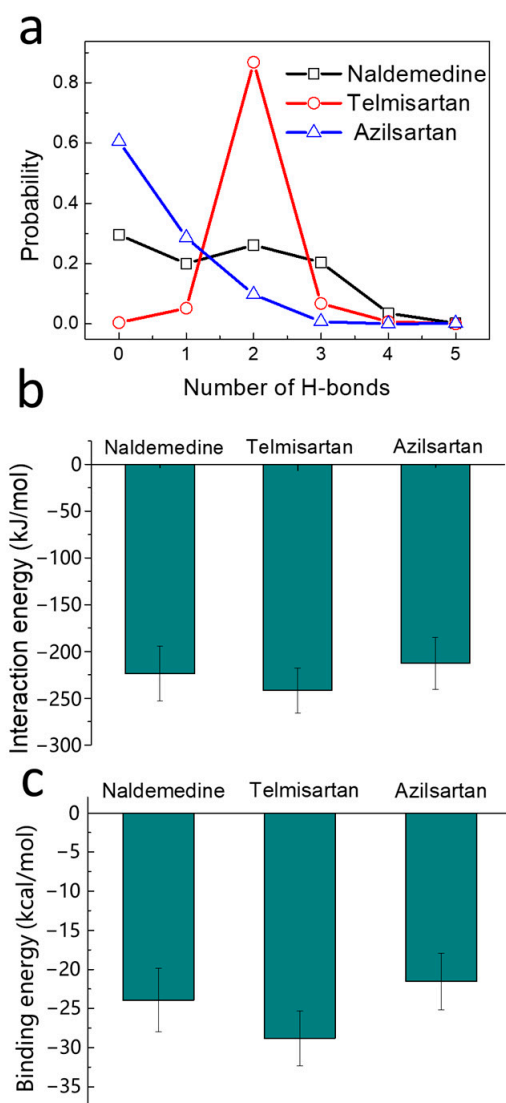 a
Probability
0.8
0.6
0.4
0.2
0.0
Naldemedine
Telmisartan
Azilsartan
0 1 2 3 4 5
Number of H-bonds
b
Interaction energy (kJ/mol)
Naldemedine Telmisartan Azilsartan
0
−50
−100
−150
−200
−250
−300
c
Binding energy (kcal/mol)
Naldemedine Telmisartan Azilsartan
0
−5
−10
−15
−20
−25
−30
−35